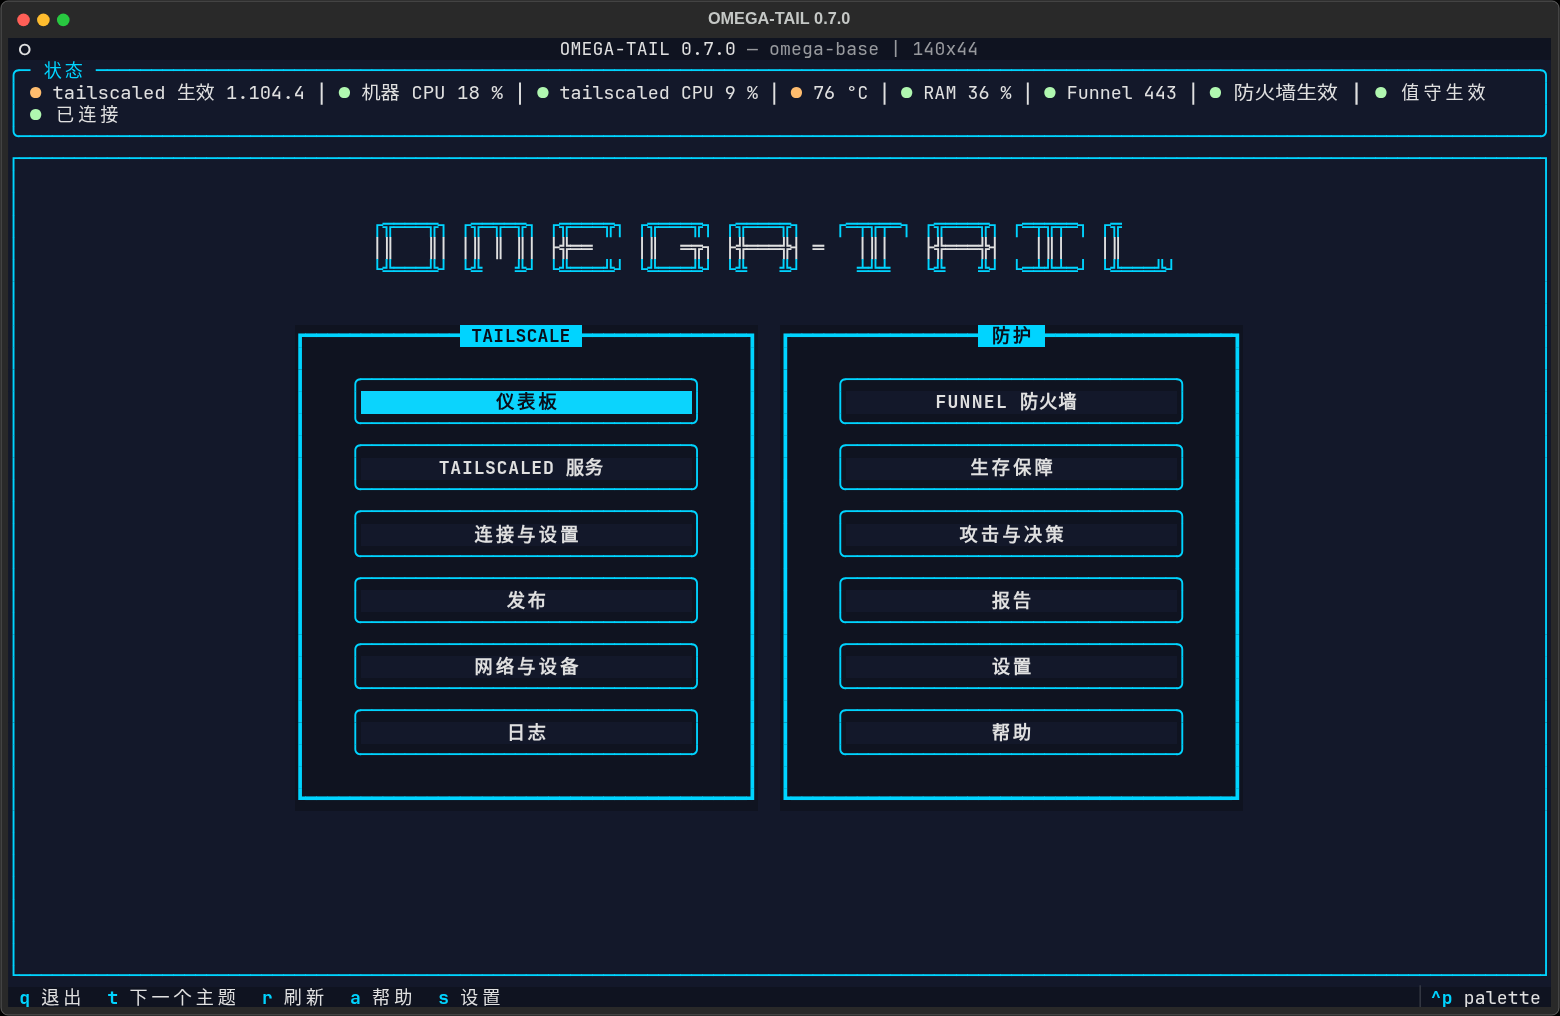 OMEGA-TAIL 0.7.0
OMEGA-TAIL 0.7.0 — omega-base | 140x44
状态
● tailscaled 生效 1.104.4 | ● 机器 CPU 18 % | ● tailscaled CPU 9 % | ● 76 °C | ● RAM 36 % | ● Funnel 443 | ● 防火墙生效 | ● 值守生效
● 已连接
OMEGA-TAIL
TAILSCALE
仪表板
TAILSCALED 服务
连接与设置
发布
网络与设备
日志
防护
FUNNEL 防火墙
生存保障
攻击与决策
报告
设置
帮助
q 退出 t 下一个主题 r 刷新 a 帮助 s 设置 ^p palette